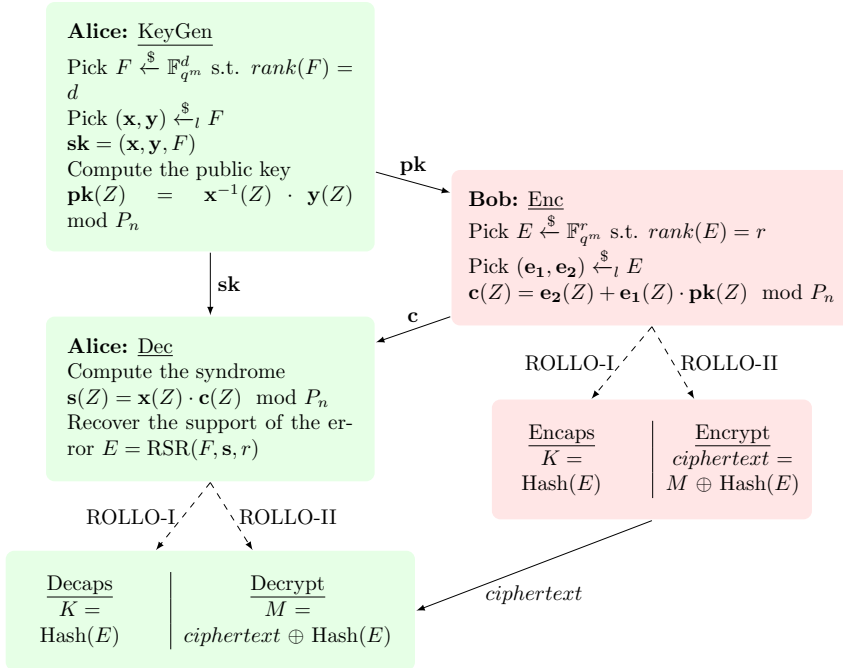 Alice: KeyGen
Pick F $← 𝔽_{q^m}^d s.t. rank(F) =
d
Pick (x, y) $←_l F
sk = (x, y, F)
Compute the public key
pk(Z) = x^{-1}(Z) · y(Z)
mod P_n
pk
Bob: Enc
Pick E $← 𝔽_{q^m}^r s.t. rank(E) = r
Pick (e_1, e_2) $←_l E
c(Z) = e_2(Z) + e_1(Z) · pk(Z) mod P_n
sk
c
Alice: Dec
Compute the syndrome
s(Z) = x(Z) · c(Z) mod P_n
Recover the support of the er-
ror E = RSR(F, s, r)
ROLLO-I
ROLLO-II
Encaps
K =
Hash(E)
Encrypt
ciphertext =
M ⊕ Hash(E)
ROLLO-I
ROLLO-II
Decaps
K =
Hash(E)
Decrypt
M =
ciphertext ⊕ Hash(E)
ciphertext